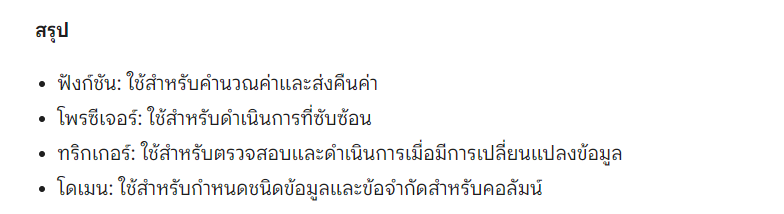 สรุป
• ฟังก์ชัน: ใช้สำหรับคำนวณค่าและส่งคืนค่า
• โพรซีเจอร์: ใช้สำหรับดำเนินการที่ซับซ้อน
• ทริกเกอร์: ใช้สำหรับตรวจสอบและดำเนินการเมื่อมีการเปลี่ยนแปลงข้อมูล
• โดเมน: ใช้สำหรับกำหนดชนิดข้อมูลและข้อจำกัดสำหรับคอลัมน์